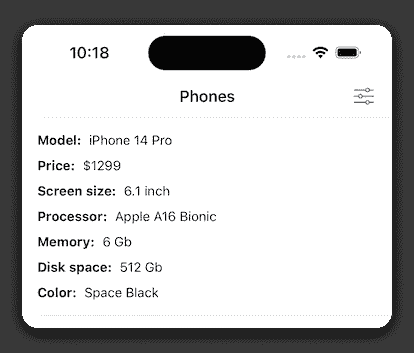 10:18
Phones
Model: iPhone 14 Pro
Price: $1299
Screen size: 6.1 inch
Processor: Apple A16 Bionic
Memory: 6 Gb
Disk space: 512 Gb
Color: Space Black